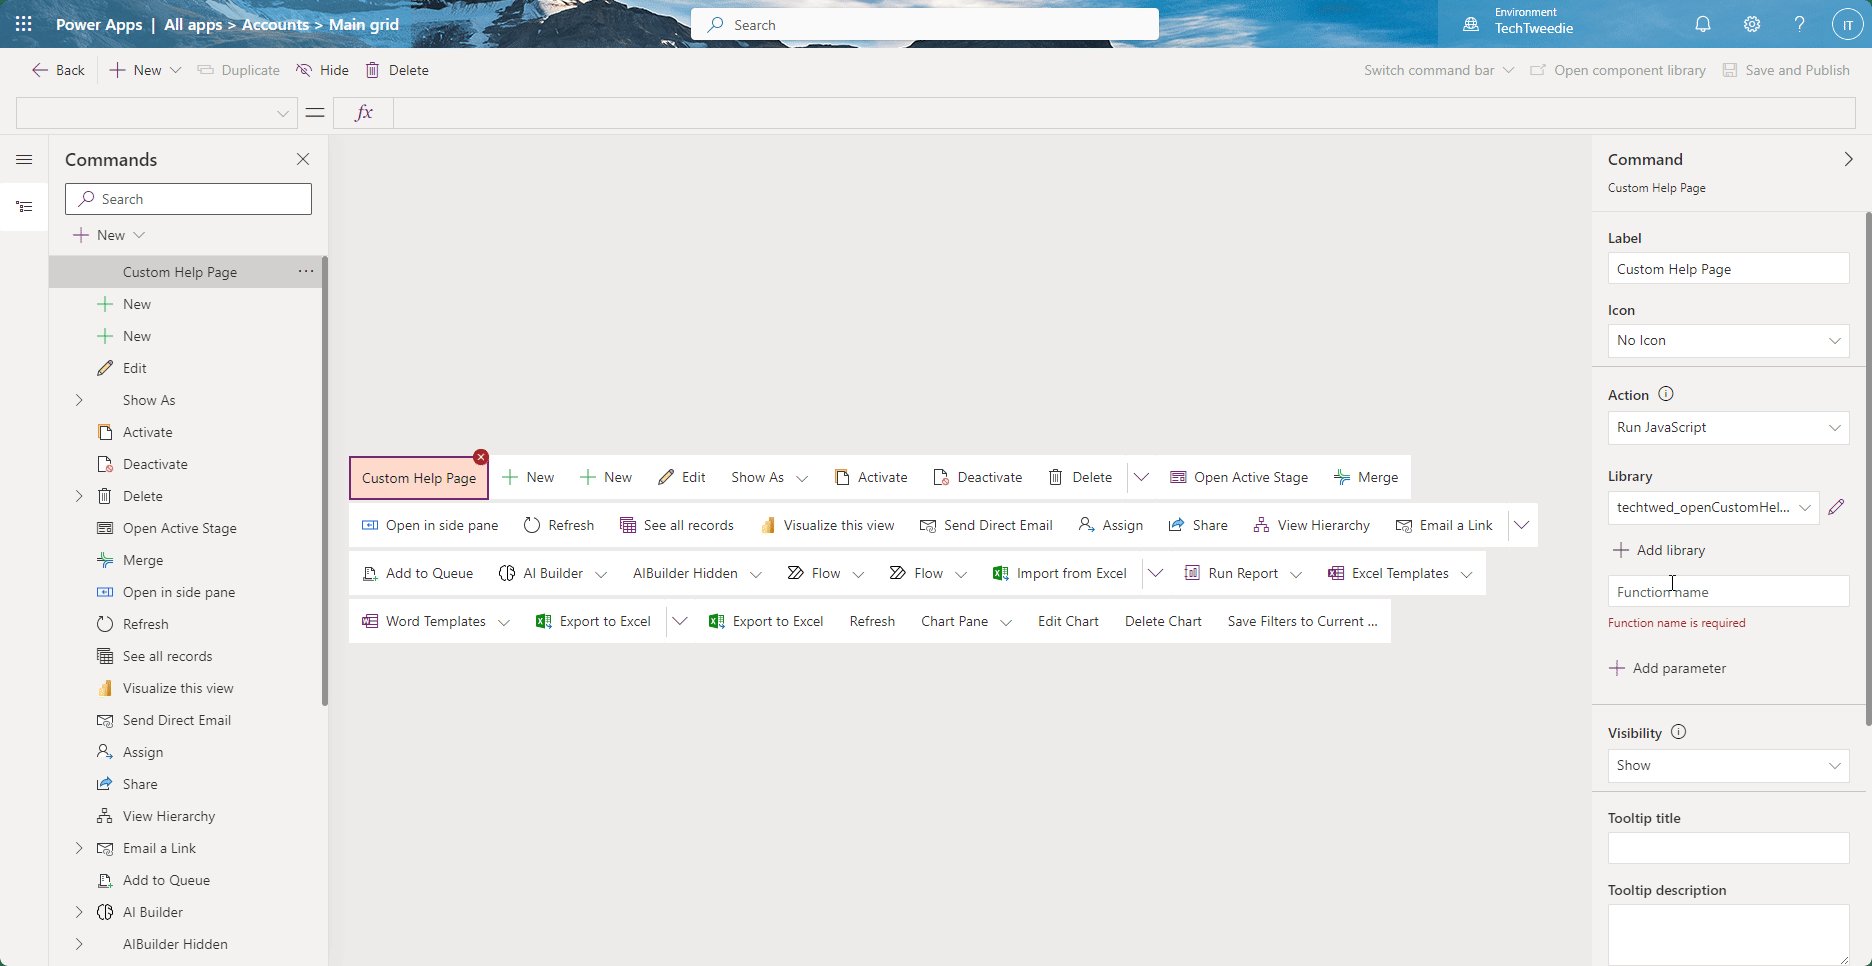 Power Apps | All apps > Accounts > Main grid
Search
Environment
TechTweedie
IT
Back
New
Duplicate
Hide
Delete
Switch command bar
Open component library
Save and Publish
fx
Commands
Search
New
Custom Help Page
New
New
Edit
Show As
Activate
Deactivate
Delete
Open Active Stage
Merge
Open in side pane
Refresh
See all records
Visualize this view
Send Direct Email
Assign
Share
View Hierarchy
Email a Link
Add to Queue
AI Builder
AIBuilder Hidden
Custom Help Page New New Edit Show As Activate Deactivate Delete Open Active Stage Merge
Open in side pane Refresh See all records Visualize this view Send Direct Email Assign Share View Hierarchy Email a Link
Add to Queue AI Builder AIBuilder Hidden Flow Flow Import from Excel Run Report Excel Templates
Word Templates Export to Excel Export to Excel Refresh Chart Pane Edit Chart Delete Chart Save Filters to Current ...
Command
Custom Help Page
Label
Custom Help Page
Icon
No Icon
Action
Run JavaScript
Library
techtwed_openCustomHel...
Add library
Function name
Function name is required
Add parameter
Visibility
Show
Tooltip title
Tooltip description